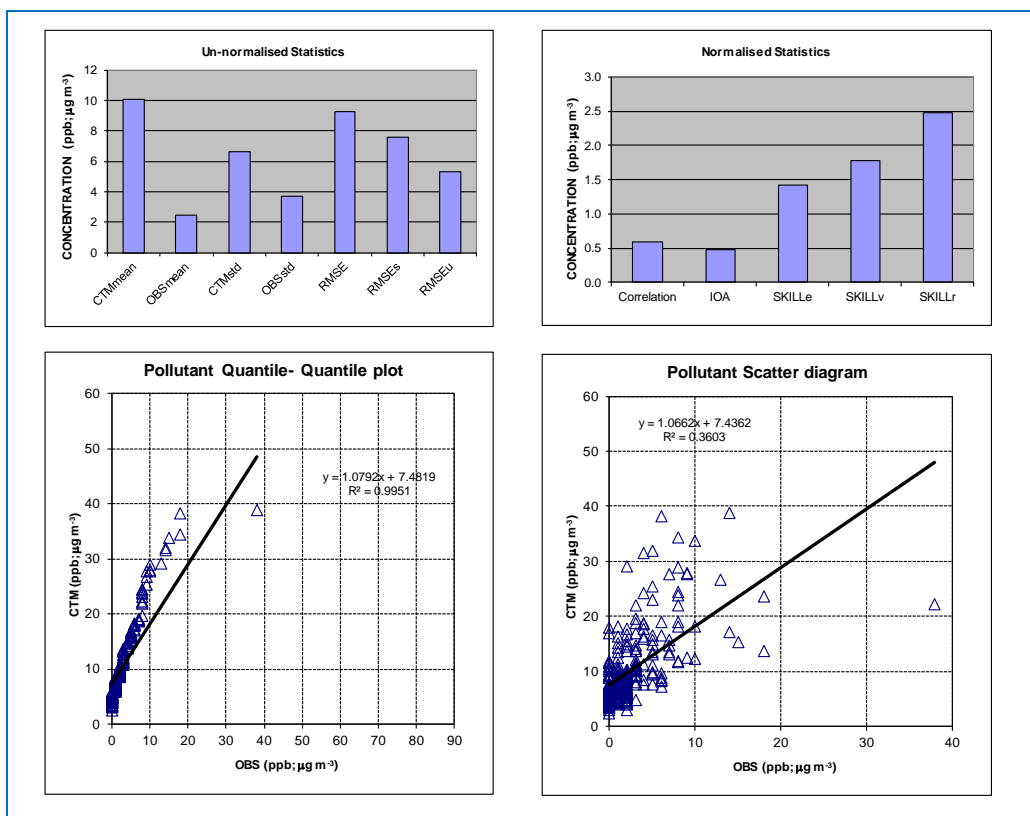 Un-normalised Statistics
CONCENTRATION (ppb; µg m-3)
12
10
8
6
4
2
0
CTMmean
OBSmean
CTMstd
OBSstd
RMSE
RMSEs
RMSEu
Normalised Statistics
CONCENTRATION (ppb; µg m-3)
3.0
2.5
2.0
1.5
1.0
0.5
0.0
Correlation IOA SKILLe SKILLv SKILLr
Pollutant Quantile- Quantile plot
CTM (ppb; µg m-3)
60
50
40
30
20
10
0
y = 1.0792x + 7.4819
R² = 0.9951
0 10 20 30 40 50 60 70 80 90
OBS (ppb; µg m-3)
Pollutant Scatter diagram
CTM (ppb; µg m-3)
60
50
40
30
20
10
0
y = 1.0662x + 7.4362
R² = 0.3603
0 10 20 30 40
OBS (ppb; µg m-3)